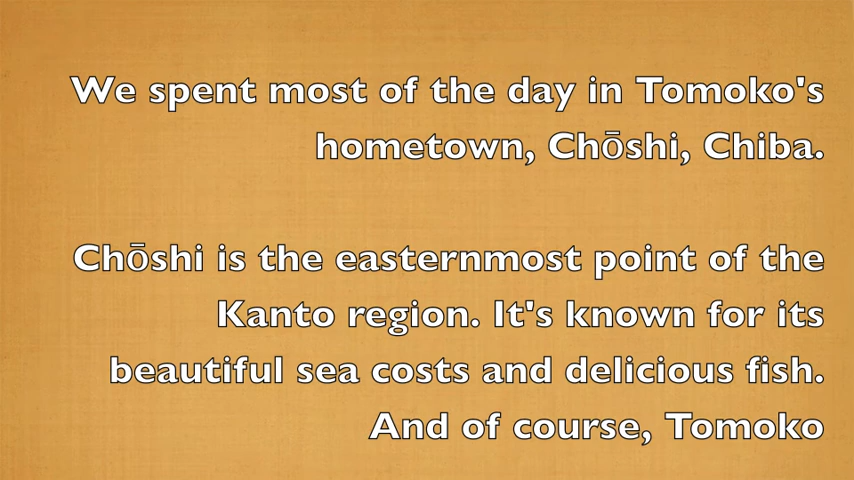 We spent most of the day in Tomoko's
hometown, Chōshi, Chiba.
Chōshi is the easternmost point of the
Kanto region. It's known for its
beautiful sea costs and delicious fish.
And of course, Tomoko